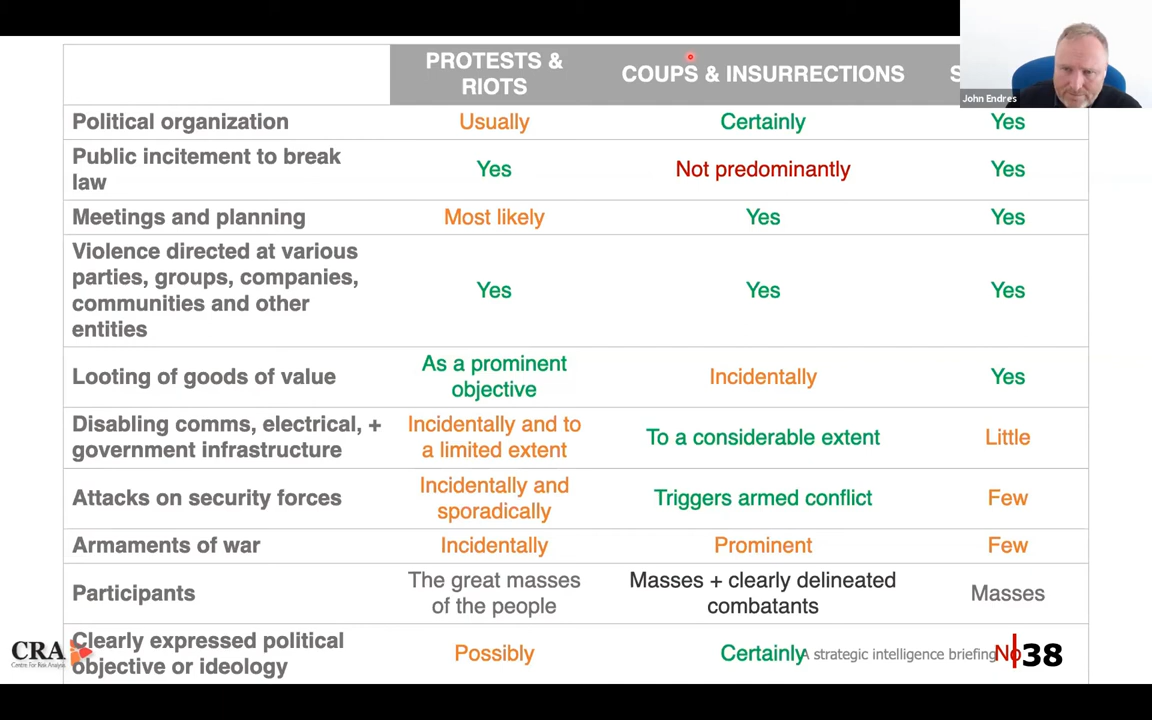 PROTESTS &
RIOTS
COUPS & INSURRECTIONS
S
John Endres
Political organization
Usually
Certainly
Yes
Public incitement to break
law
Yes
Not predominantly
Yes
Meetings and planning
Most likely
Yes
Yes
Violence directed at various
parties, groups, companies,
communities and other
entities
Yes
Yes
Yes
Looting of goods of value
As a prominent
objective
Incidentally
Yes
Disabling comms, electrical, +
government infrastructure
Incidentally and to
a limited extent
To a considerable extent
Little
Attacks on security forces
Incidentally and
sporadically
Triggers armed conflict
Few
Armaments of war
Incidentally
Prominent
Few
Participants
The great masses
of the people
Masses + clearly delineated
combatants
Masses
Clearly expressed political
objective or ideology
Possibly
Certainly
No
CRA
Centre For Risk Analysis
A strategic intelligence briefing
38